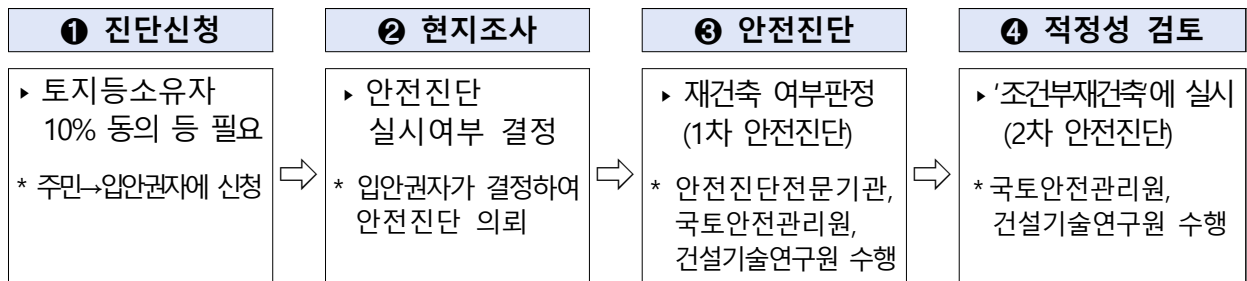 ❶ 진단신청
▸ 토지등소유자
10% 동의 등 필요
* 주민→입안권자에 신청
⇨
❷ 현지조사
▸ 안전진단
실시여부 결정
* 입안권자가 결정하여
안전진단 의뢰
⇨
❸ 안전진단
▸ 재건축 여부판정
(1차 안전진단)
* 안전진단전문기관,
국토안전관리원,
건설기술연구원 수행
⇨
❹ 적정성 검토
▸ '조건부재건축'에 실시
(2차 안전진단)
* 국토안전관리원,
건설기술연구원 수행